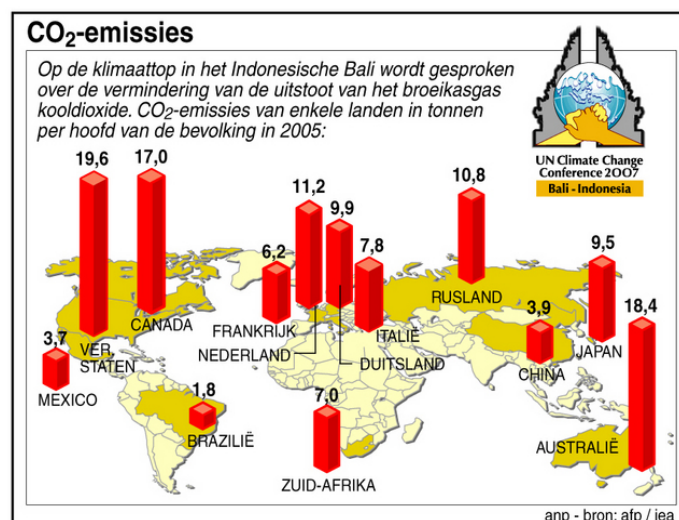 CO₂-emissies
Op de klimaattop in het Indonesische Bali wordt gesproken
over de vermindering van de uitstoot van het broeikasgas
kooldioxide. CO₂-emissies van enkele landen in tonnen
per hoofd van de bevolking in 2005:
UN Climate Change
Conference 2007
Bali - Indonesia
19,6
VER.
STATEN
17,0
CANADA
3,7
MEXICO
1,8
BRAZILIË
6,2
FRANKRIJK
11,2
NEDERLAND
9,9
DUITSLAND
7,8
ITALIË
7,0
ZUID-AFRIKA
10,8
RUSLAND
3,9
CHINA
9,5
JAPAN
18,4
AUSTRALIË
anp - bron: afp / iea